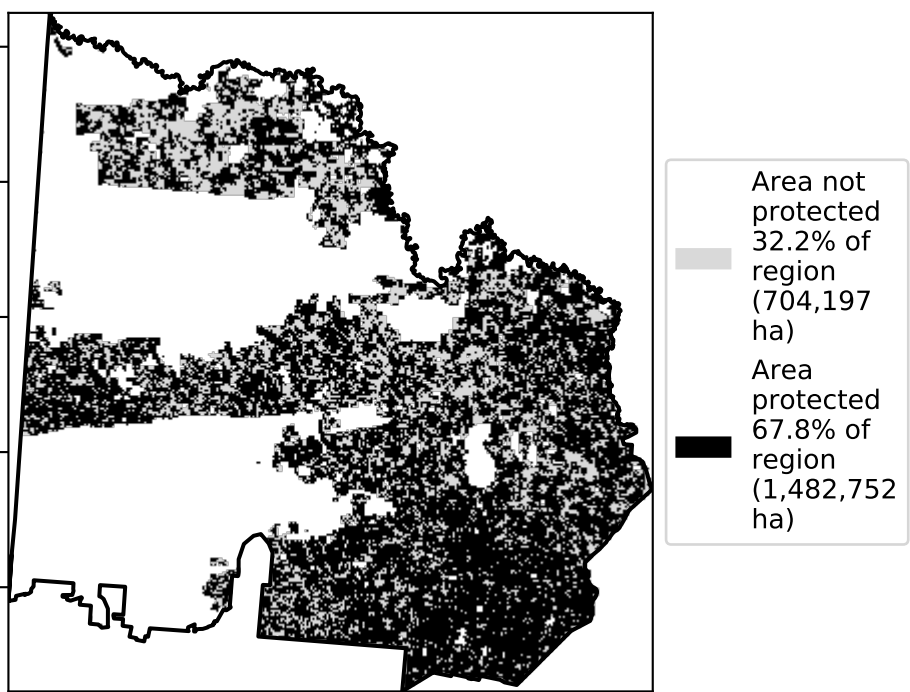 Area not
protected
32.2% of
region
(704,197
ha)
Area
protected
67.8% of
region
(1,482,752
ha)